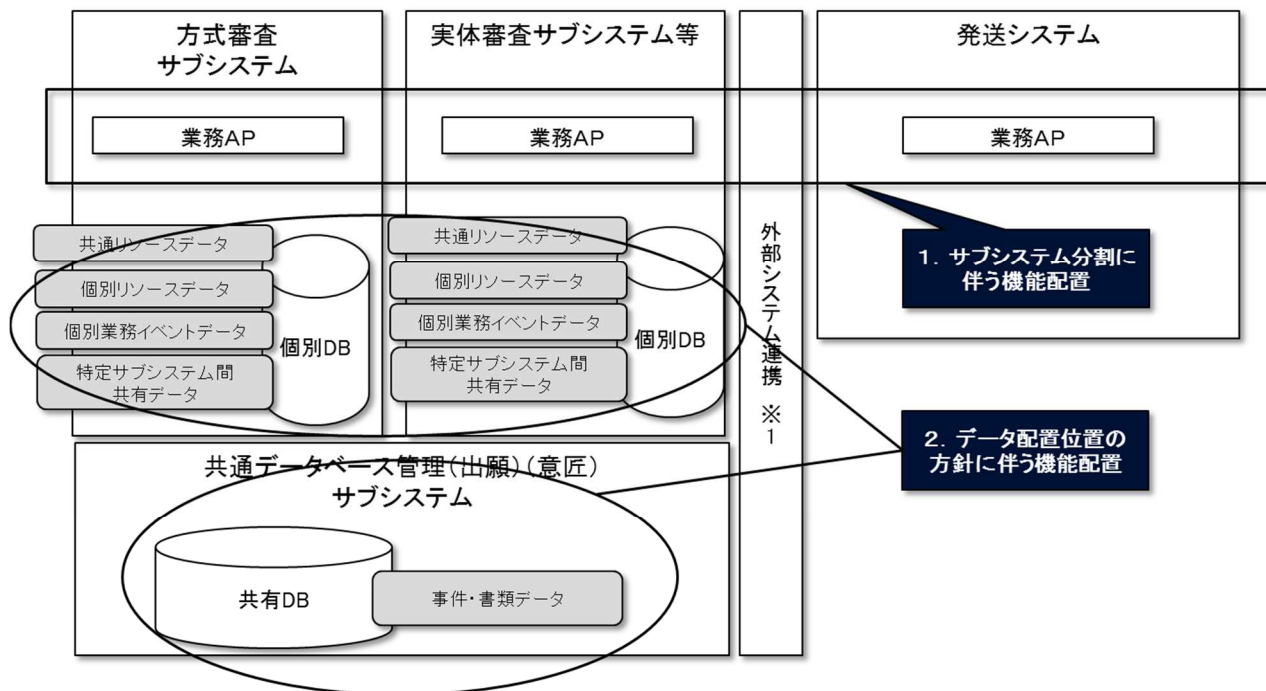 方式審査
サブシステム
実体審査サブシステム等
発送システム
業務AP
業務AP
業務AP
共通リソースデータ
個別リソースデータ
個別業務イベントデータ
特定サブシステム間
共有データ
個別DB
共通リソースデータ
個別リソースデータ
個別業務イベントデータ
特定サブシステム間
共有データ
個別DB
外部システム連携 ※1
1. サブシステム分割に
伴う機能配置
2. データ配置位置の
方針に伴う機能配置
共通データベース管理(出願)(意匠)
サブシステム
共有DB
事件・書類データ